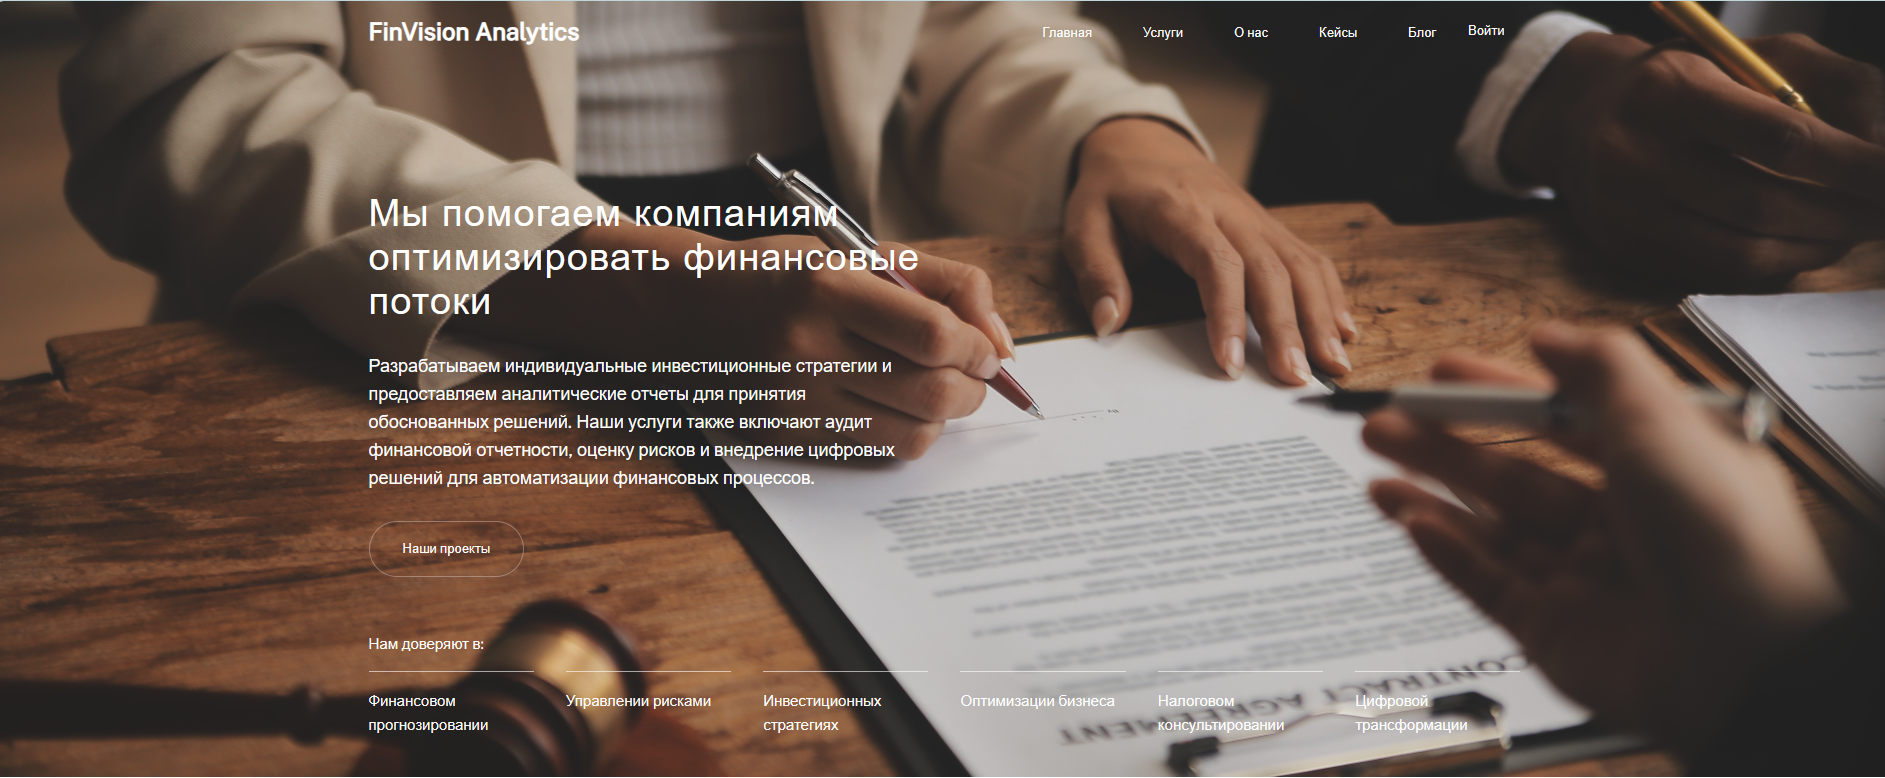 FinVision Analytics
Главная Услуги О нас Кейсы Блог Войти
Мы помогаем компаниям
оптимизировать финансовые
потоки
Разрабатываем индивидуальные инвестиционные стратегии и
предоставляем аналитические отчеты для принятия
обоснованных решений. Наши услуги также включают аудит
финансовой отчетности, оценку рисков и внедрение цифровых
решений для автоматизации финансовых процессов.
Наши проекты
Нам доверяют в:
Финансовом
прогнозировании
Управлении рисками
Инвестиционных
стратегиях
Оптимизации бизнеса
Налоговом
консультировании
Цифровой
трансформации
CONTRACT AGREEMENT